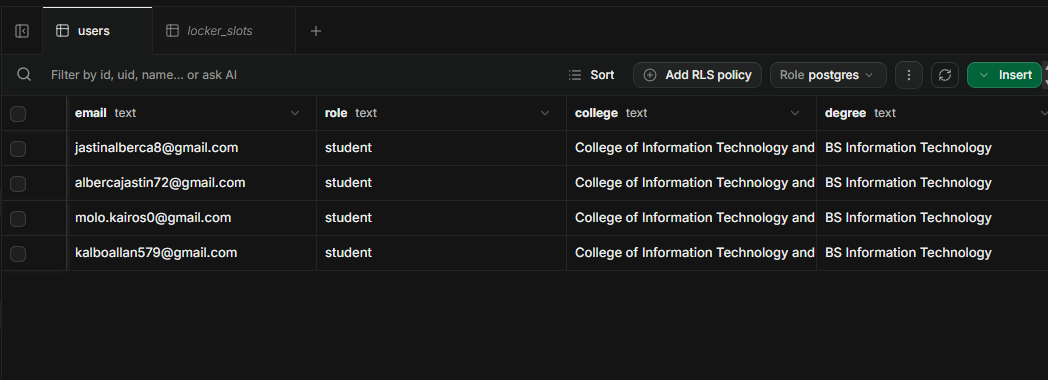 users locker_slots
Filter by id, uid, name... or ask AI Sort Add RLS policy Role postgres Insert
email text role text college text degree text
jastinalberca8@gmail.com student College of Information Technology and BS Information Technology
albercajastin72@gmail.com student College of Information Technology and BS Information Technology
molo.kairos0@gmail.com student College of Information Technology and BS Information Technology
kalboallan579@gmail.com student College of Information Technology and BS Information Technology